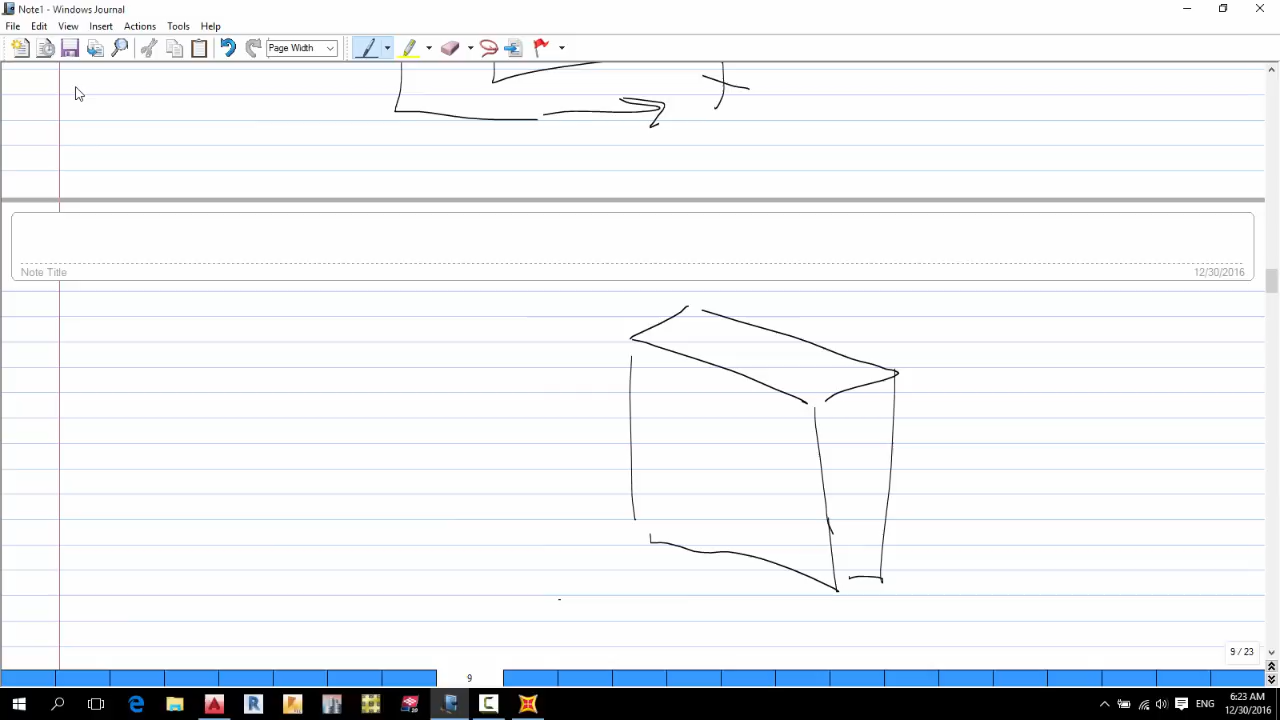 Note1 - Windows Journal
File Edit View Insert Actions Tools Help
Page Width
Note Title
12/30/2016
9 / 23
9
ENG
6:23 AM
12/30/2016